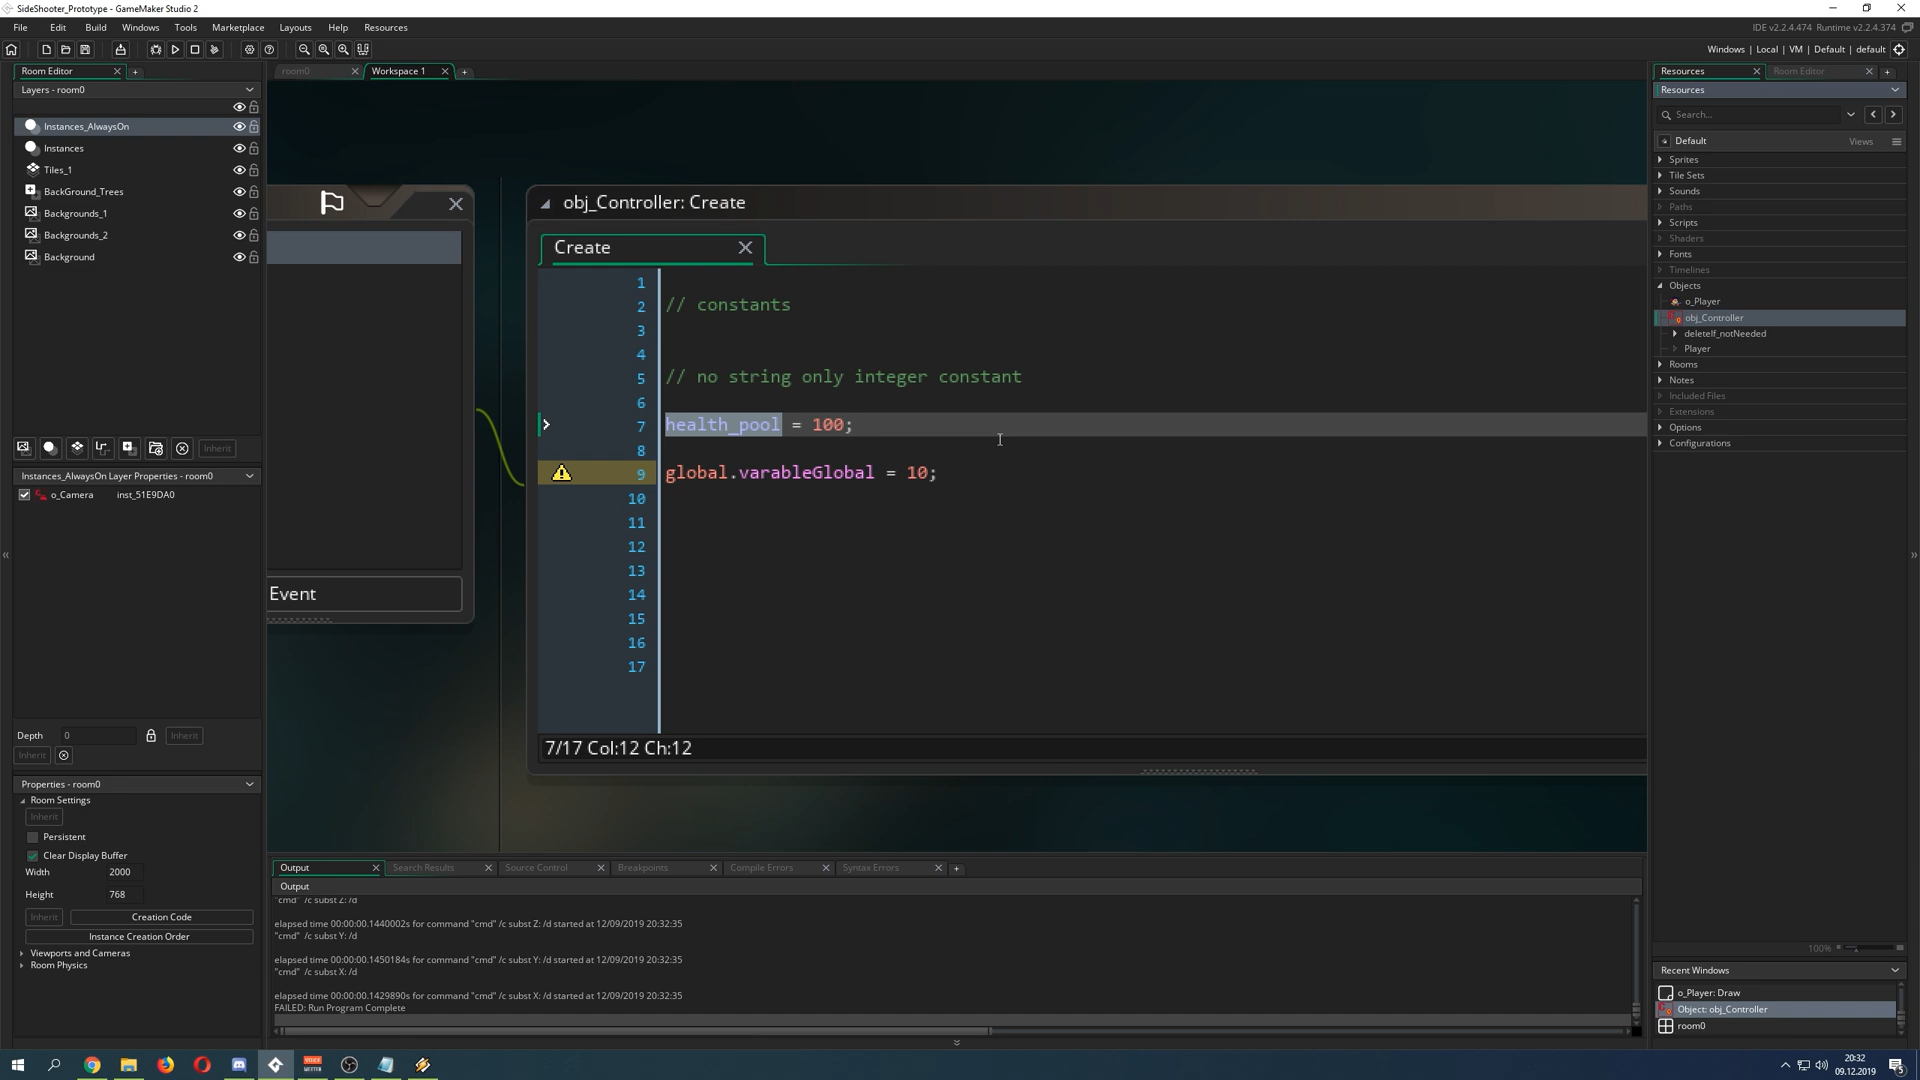 SideShooter_Prototype - GameMaker Studio 2
File Edit Build Windows Tools Marketplace Layouts Help Resources
IDE v2.2.4.474 Runtime v2.2.4.374
Windows | Local | VM | Default | default
Room Editor
Layers - room0
Instances_AlwaysOn
Instances
Tiles_1
BackGround_Trees
Backgrounds_1
Backgrounds_2
Background
Inherit
Instances_AlwaysOn Layer Properties - room0
o_Camera inst_51E9DA0
Depth 0 Inherit
Inherit
Properties - room0
Room Settings
Inherit
Persistent
Clear Display Buffer
Width 2000
Height 768
Inherit Creation Code
Instance Creation Order
Viewports and Cameras
Room Physics
room0 Workspace 1
Event
obj_Controller: Create
Create
1
2 // constants
3
4
5 // no string only integer constant
6
7 health_pool = 100;
8
9 global.varableGlobal = 10;
10
11
12
13
14
15
16
17
7/17 Col:12 Ch:12
Output Search Results Source Control Breakpoints Compile Errors Syntax Errors
Output
"cmd" /c subst Z: /d
elapsed time 00:00:00.1440002s for command "cmd" /c subst Z: /d started at 12/09/2019 20:32:35
"cmd" /c subst Y: /d
elapsed time 00:00:00.1450184s for command "cmd" /c subst Y: /d started at 12/09/2019 20:32:35
"cmd" /c subst X: /d
elapsed time 00:00:00.1429890s for command "cmd" /c subst X: /d started at 12/09/2019 20:32:35
FAILED: Run Program Complete
Resources Room Editor
Resources
Search...
Default Views
Sprites
Tile Sets
Sounds
Paths
Scripts
Shaders
Fonts
Timelines
Objects
o_Player
obj_Controller
deleteIf_notNeeded
Player
Rooms
Notes
Included Files
Extensions
Options
Configurations
100%
Recent Windows
o_Player: Draw
Object: obj_Controller
room0
20:32
09.12.2019